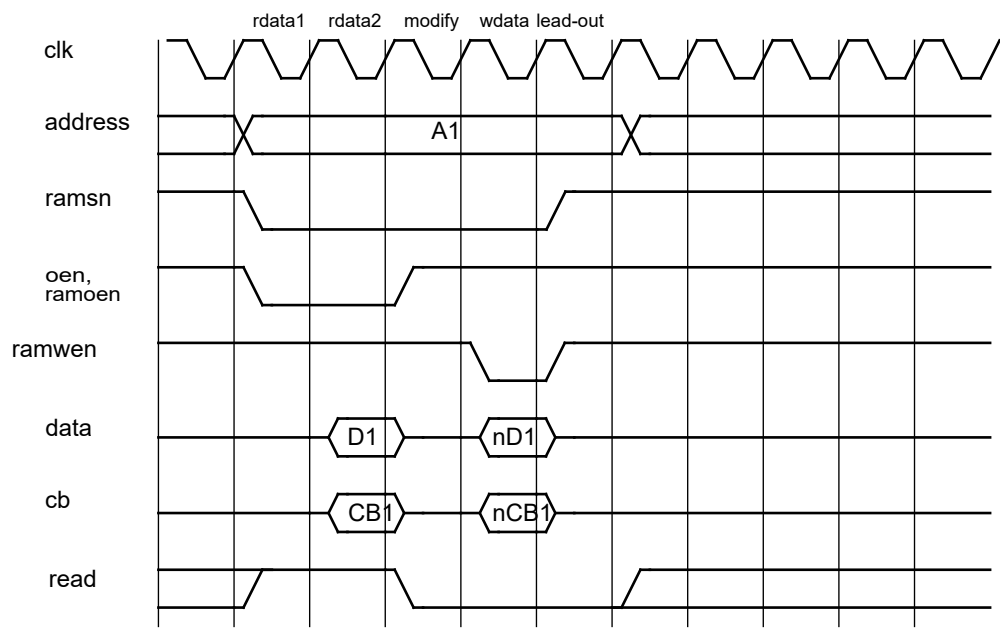 rdata1 rdata2 modify wdata lead-out
clk
address A1
ramsn
oen,
ramoen
ramwen
data D1 nD1
cb CB1 nCB1
read